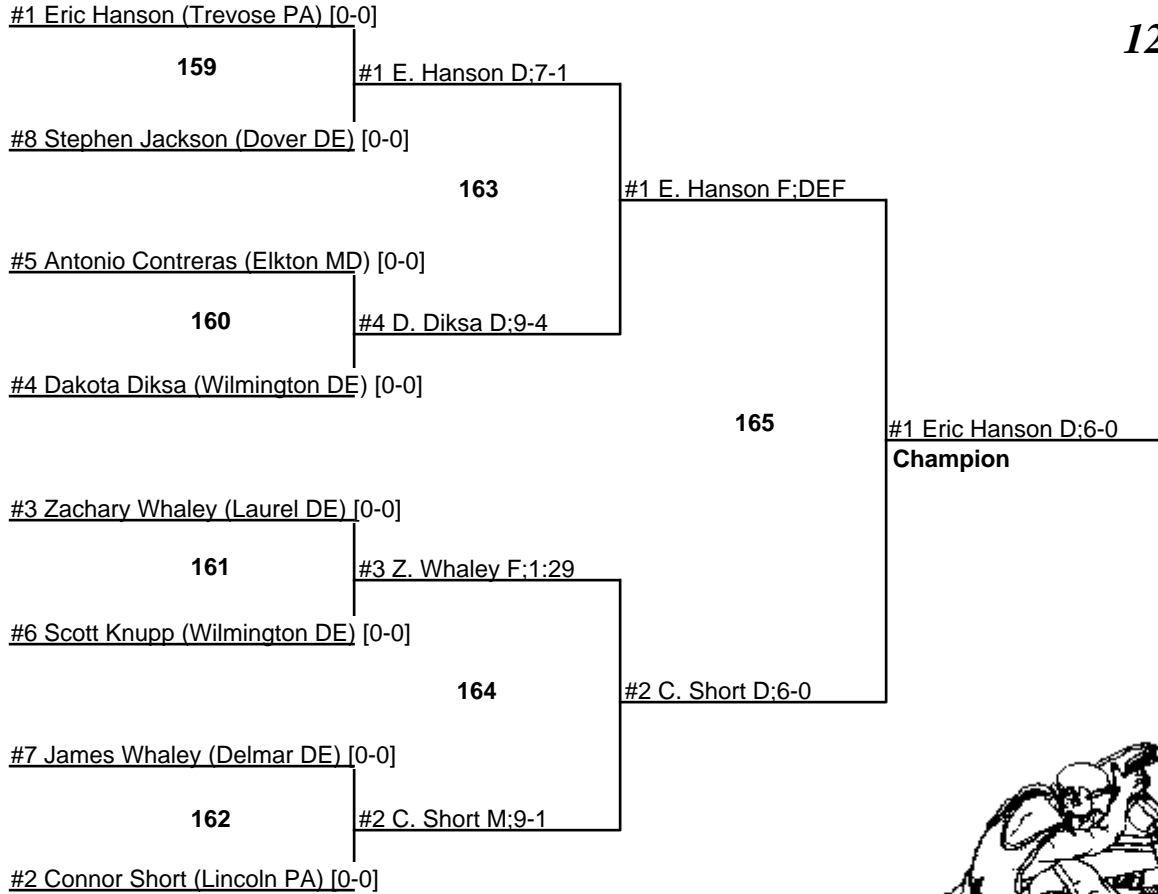 #1 Eric Hanson (Trevose PA) [0-0]
12
159
#1 E. Hanson D;7-1
#8 Stephen Jackson (Dover DE) [0-0]
163
#1 E. Hanson F;DEF
#5 Antonio Contreras (Elkton MD) [0-0]
160
#4 D. Diksa D;9-4
#4 Dakota Diksa (Wilmington DE) [0-0]
165
#1 Eric Hanson D;6-0
Champion
#3 Zachary Whaley (Laurel DE) [0-0]
161
#3 Z. Whaley F;1:29
#6 Scott Knupp (Wilmington DE) [0-0]
164
#2 C. Short D;6-0
#7 James Whaley (Delmar DE) [0-0]
162
#2 C. Short M;9-1
#2 Connor Short (Lincoln PA) [0-0]